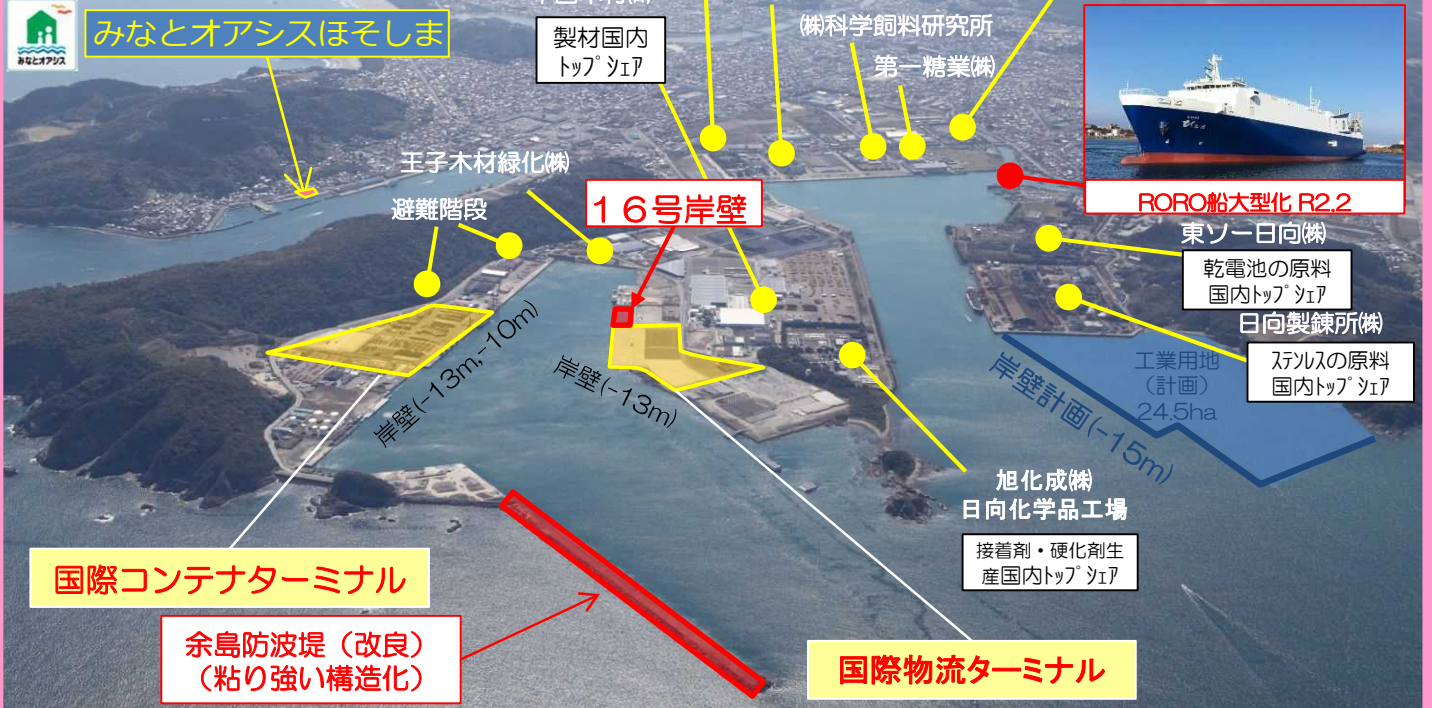 みなとオアシス
みなとオアシスほそしま
製材国内
トップシェア
㈱科学飼料研究所
第一糖業㈱
RORO船大型化 R2.2
王子木材緑化㈱
避難階段
16号岸壁
東ソー日向㈱
乾電池の原料
国内トップシェア
日向製錬所㈱
ステンレスの原料
国内トップシェア
岸壁(-13m,-10m)
岸壁(-13m)
岸壁計画(-15m)
工業用地
(計画)
24.5ha
旭化成㈱
日向化学品工場
接着剤・硬化剤生
産国内トップシェア
国際コンテナターミナル
余島防波堤（改良）
（粘り強い構造化）
国際物流ターミナル